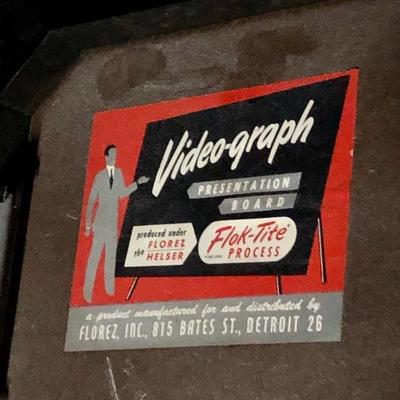 Video-graph
PRESENTATION
BOARD
produced under
the FLOREZ
HELSER
Flok-Tite
PROCESS
a product manufactured for and distributed by
FLOREZ, INC., 815 BATES ST., DETROIT 26